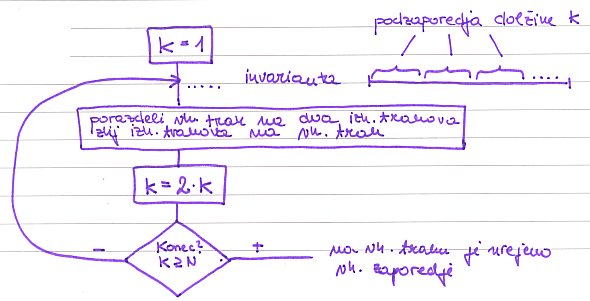 podzaporedja dolžine k
k = 1
..... invarianta
.....
porazdeli vh. trak na dva izh. trakova
zlij izh. trakova na vh. trak
k = 2·k
Konec?
K ≥ N
-
+
na vh. traku je urejeno
vh. zaporedje